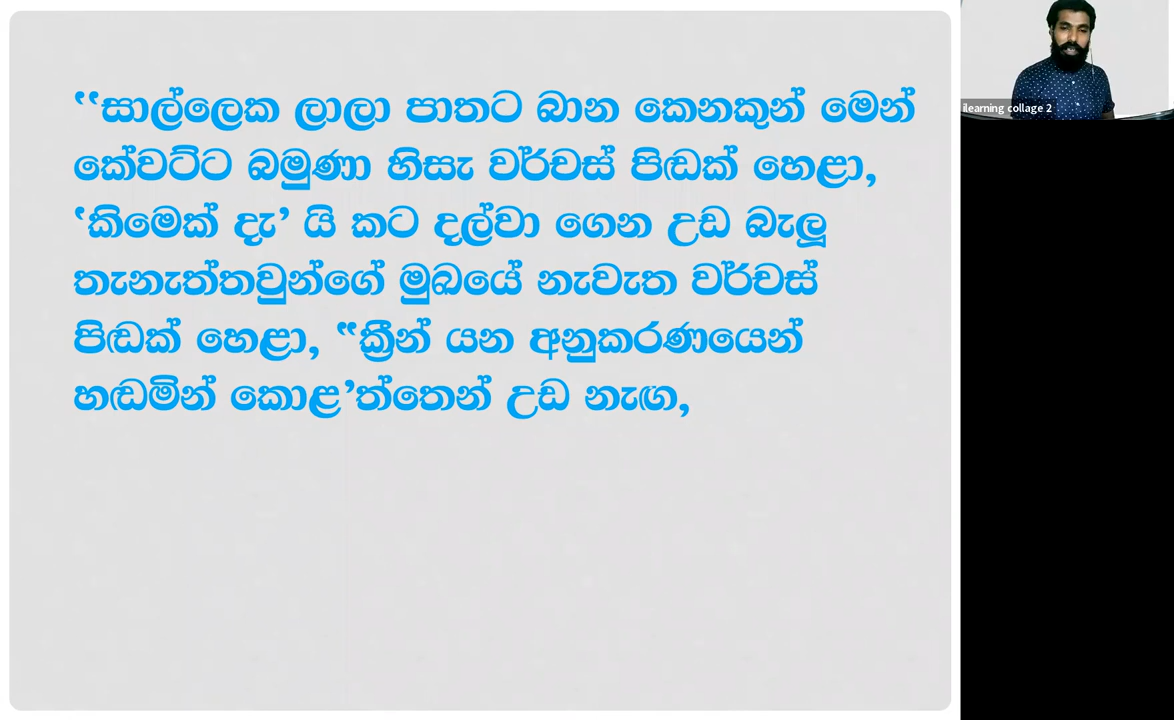 ‘‘සාල්ලෙක ලාලා පාතට බාන කෙනකුන් මෙන්
කේවට්ට බමුණා හිසැ වර්චස් පිඬක් හෙළා,
‘කිමෙක් දැ’ යි කට දල්වා ගෙන උඩ බැලූ
තැනැත්තවුන්ගේ මුඛයේ නැවැත වර්චස්
පිඬක් හෙළා, “ක්‍රීන් යන අනුකරණයෙන්
හඬමින් කොළ’ත්තෙන් උඩ නැඟ,
ilearning collage 2